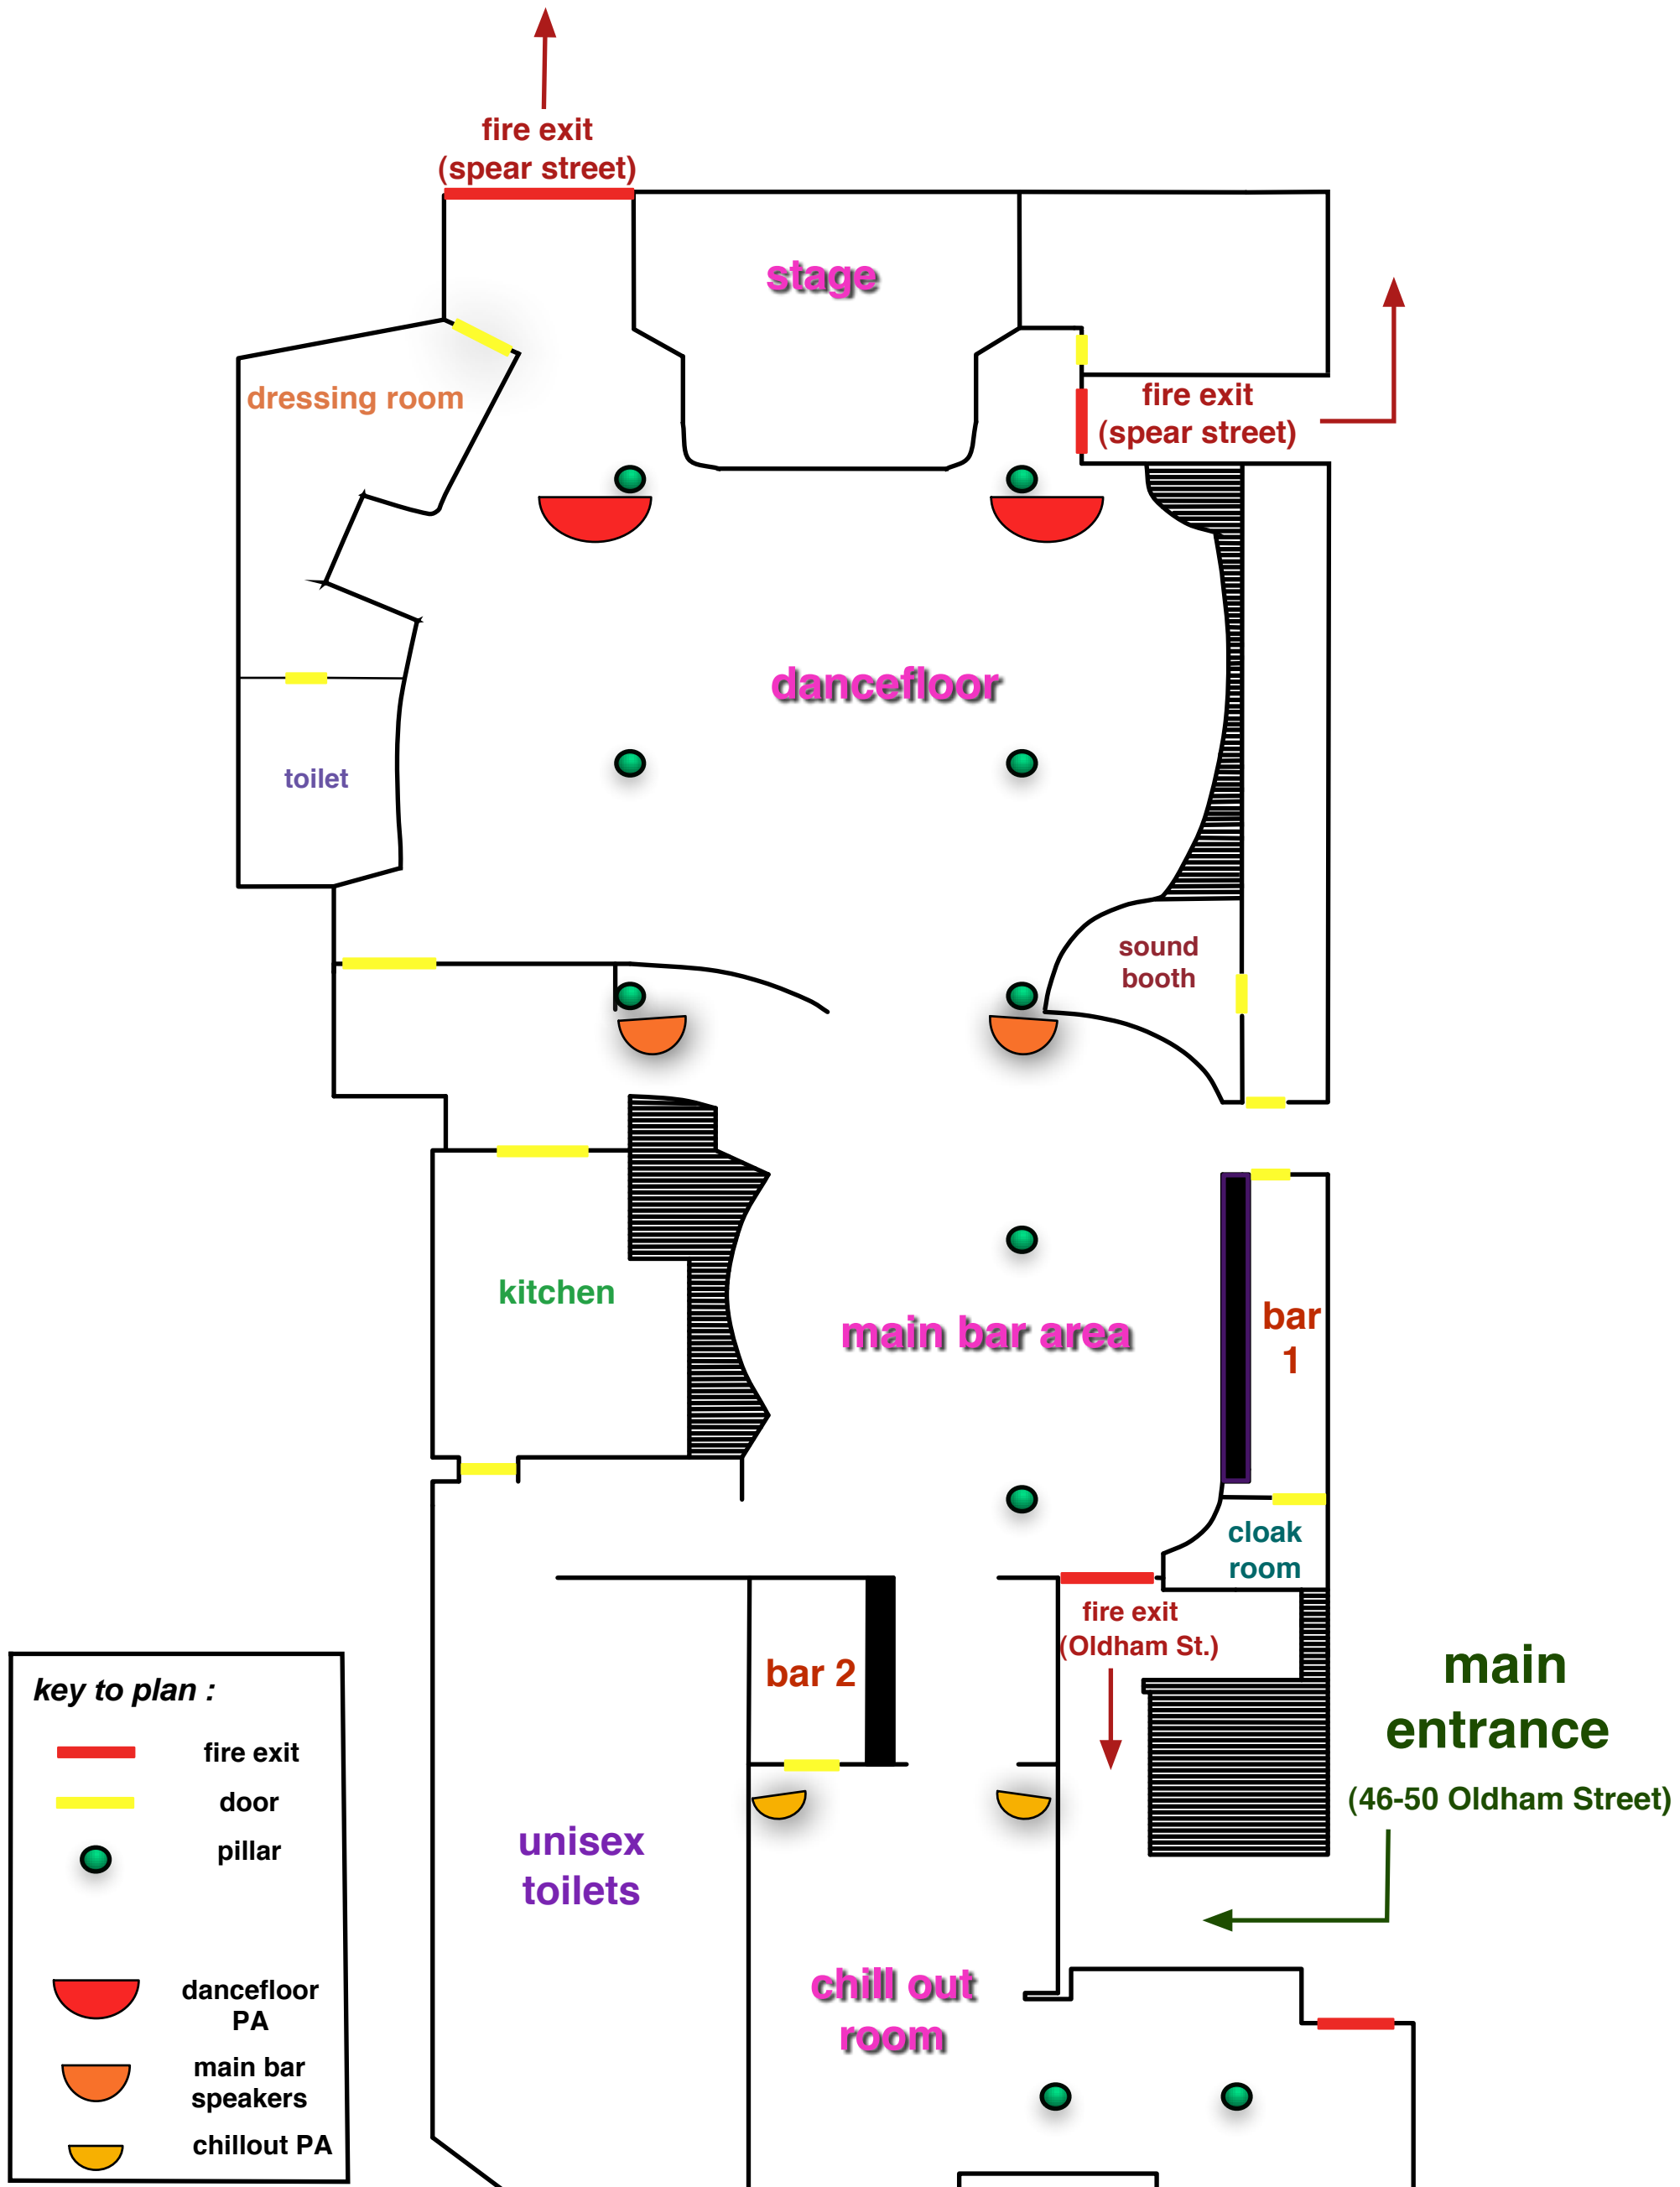 fire exit
(spear street)
stage
dressing room
fire exit
(spear street)
dancefloor
toilet
sound
booth
kitchen
main bar area
bar
1
cloak
room
fire exit
(Oldham St.)
bar 2
main
entrance
(46-50 Oldham Street)
unisex
toilets
chill out
room
key to plan :
fire exit
door
pillar
dancefloor
PA
main bar
speakers
chillout PA